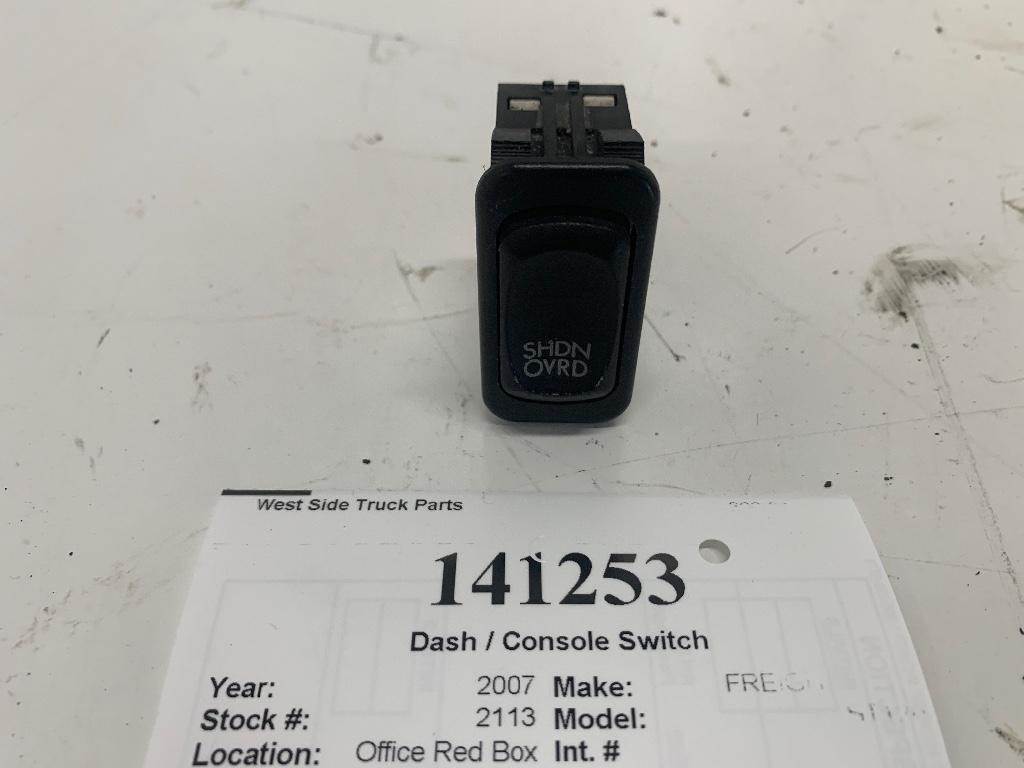 SHDN
OVRD
West Side Truck Parts
141253
Dash / Console Switch
Year: 2007 Make:
Stock #: 2113 Model:
Location: Office Red Box Int. #